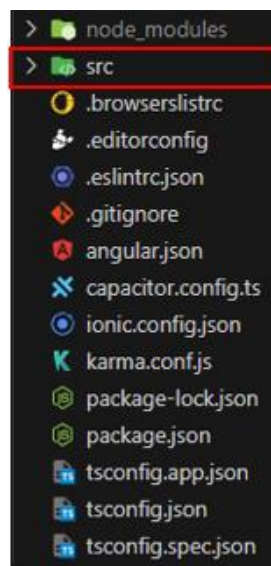 node_modules
src
.browserslistrc
.editorconfig
.eslintrc.json
.gitignore
angular.json
capacitor.config.ts
ionic.config.json
karma.conf.js
package-lock.json
package.json
tsconfig.app.json
tsconfig.json
tsconfig.spec.json